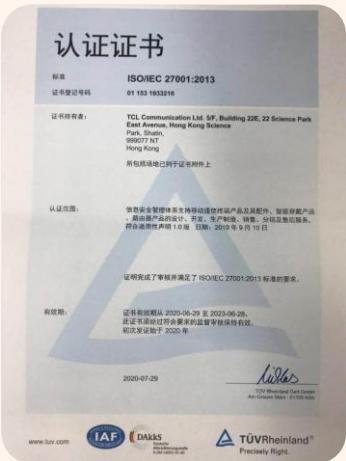 认证证书
标准 ISO/IEC 27001:2013
证书登记号码 01 153 1933216
证书持有者: TCL Communication Ltd. 5/F, Building 22E, 22 Science Park
East Avenue, Hong Kong Science
Park, Shatin,
999077 NT
Hong Kong
所包括场地已列于证书附件上
认证范围: 信息安全管理体系支持移动通信终端产品及其配件、智能穿戴产品
、路由器产品的设计、开发、生产制造、销售、分销及售后服务。
符合适用性声明 1.0 版 日期: 2019 年 9 月 10 日
证明完成了审核并满足了 ISO/IEC 27001:2013 标准的要求。
有效期: 证书有效期从 2020-06-29 至 2023-06-28。
此证书须经过符合要求的监督审核保持有效。
初次发证始于 2020 年
2020-07-29
TÜV Rheinland Cert GmbH
Am Grauen Stein · 51105 Köln
www.tuv.com
IAF
DAkkS
Deutsche
Akkreditierungsstelle
TÜVRheinland®
Precisely Right.